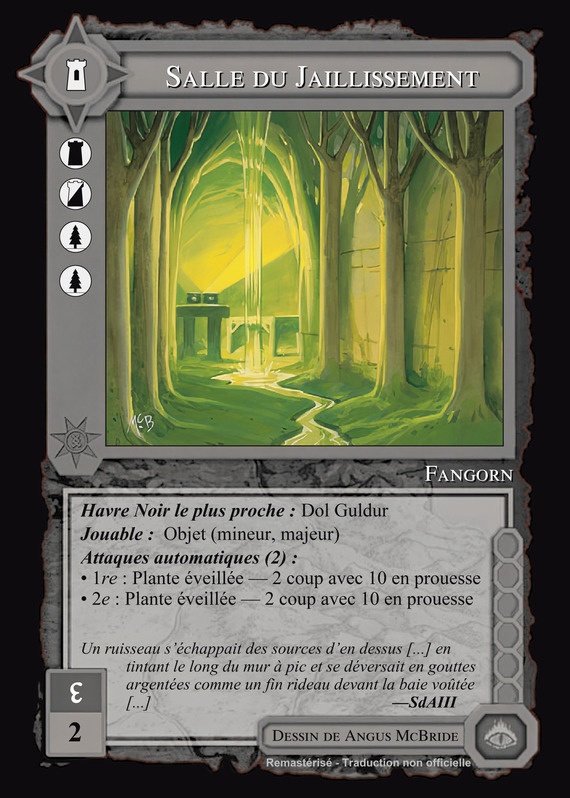 SALLE DU JAILLISSEMENT
McB
FANGORN
Havre Noir le plus proche : Dol Guldur
Jouable : Objet (mineur, majeur)
Attaques automatiques (2) :
• 1re : Plante éveillée — 2 coup avec 10 en prouesse
• 2e : Plante éveillée — 2 coup avec 10 en prouesse
Un ruisseau s’échappait des sources d’en dessus [...] en
tintant le long du mur à pic et se déversait en gouttes
argentées comme un fin rideau devant la baie voûtée
[...] —SdAIII
ε
2
DESSIN DE ANGUS MCBRIDE
Remastérisé - Traduction non officielle